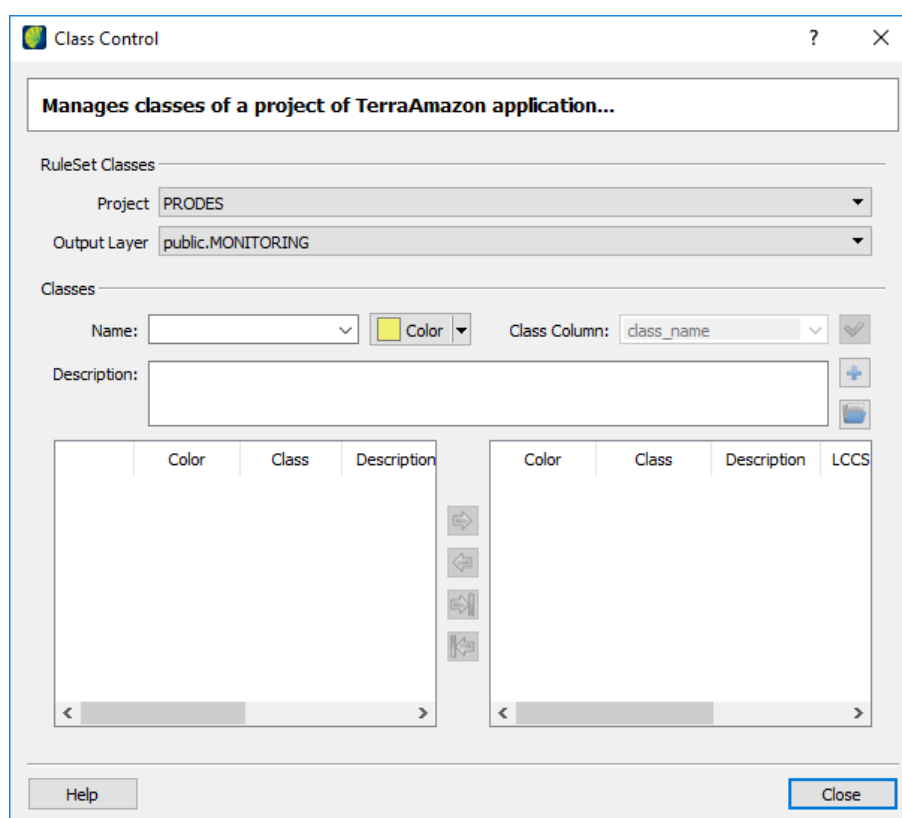 Class Control ?
Manages classes of a project of TerraAmazon application...
RuleSet Classes
Project PRODES
Output Layer public.MONITORING
Classes
Name: Color Class Column: class_name
Description:
Color Class Description Color Class Description LCCS
Help Close